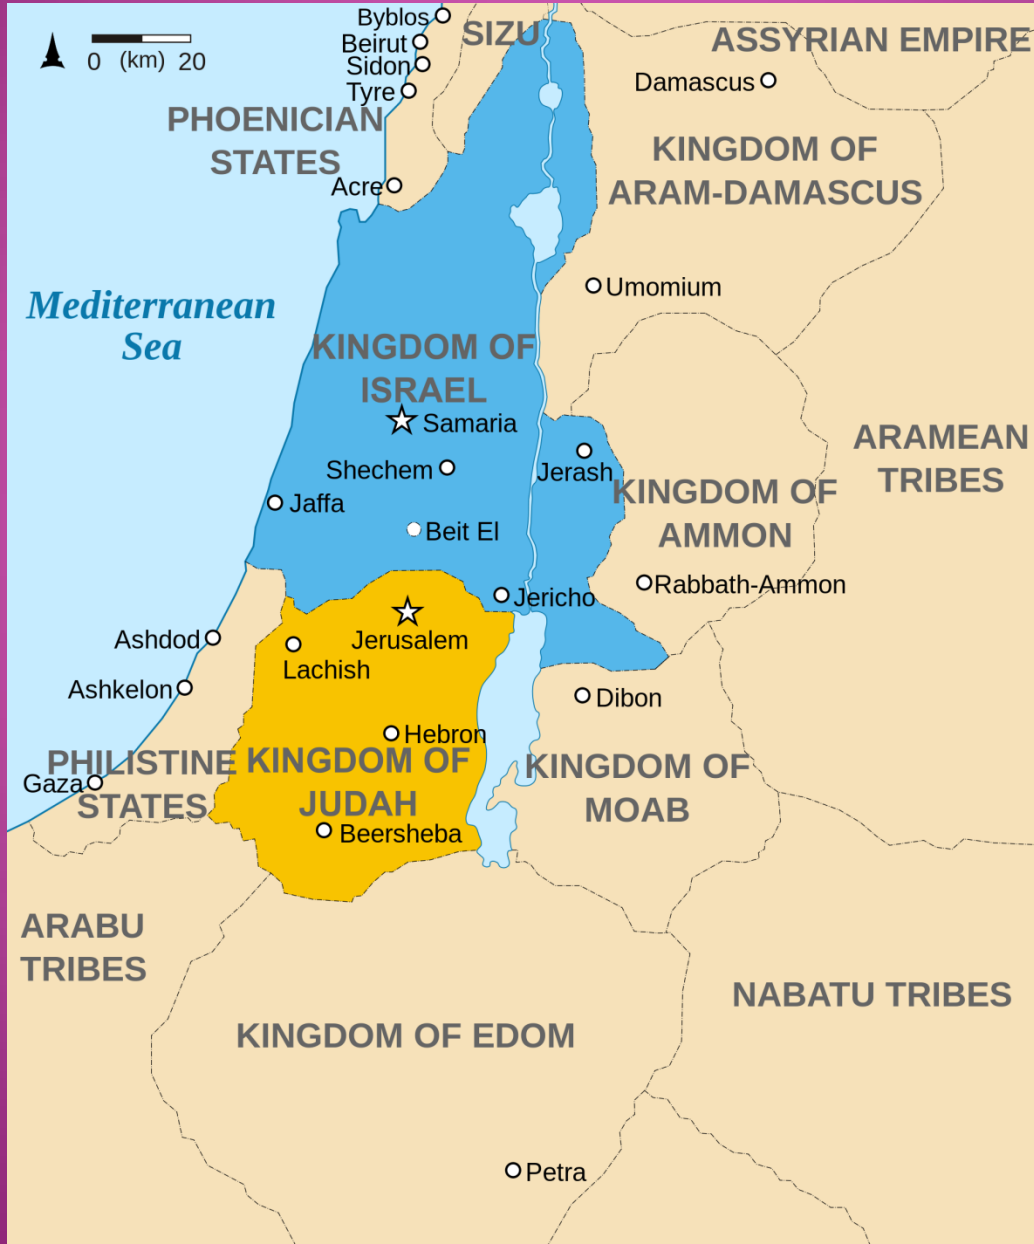 Byblos
SIZU
ASSYRIAN EMPIRE
Beirut
0 (km) 20
Sidon
Damascus
Tyre
PHOENICIAN
STATES
KINGDOM OF
ARAM-DAMASCUS
Acre
Umomium
Mediterranean
Sea
KINGDOM OF
ISRAEL
Samaria
ARAMEAN
TRIBES
Shechem
Jerash
KINGDOM OF
AMMON
Jaffa
Beit El
Rabbath-Ammon
Jericho
Ashdod
Jerusalem
Lachish
Ashkelon
Dibon
Hebron
PHILISTINE
STATES
KINGDOM OF
JUDAH
KINGDOM OF
MOAB
Gaza
Beersheba
ARABU
TRIBES
NABATU TRIBES
KINGDOM OF EDOM
Petra